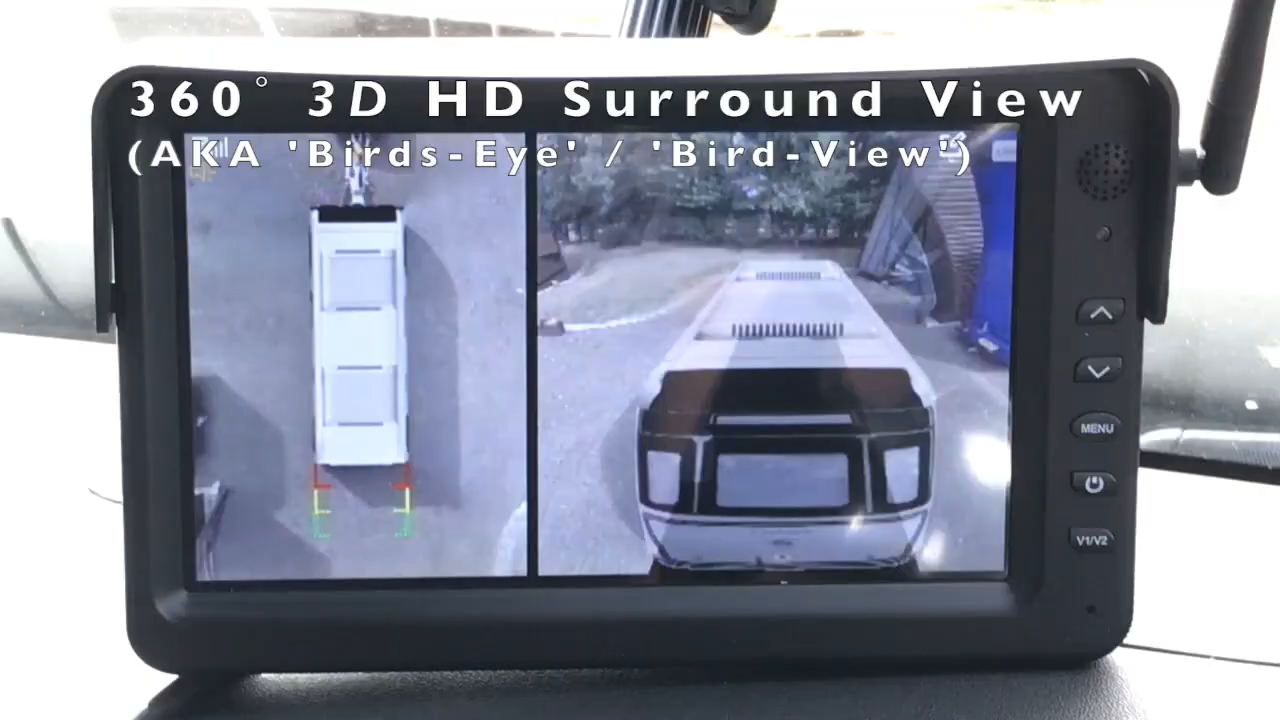 360° 3D HD Surround View
(AKA 'Birds-Eye' / 'Bird-View')
MENU
V1/V2